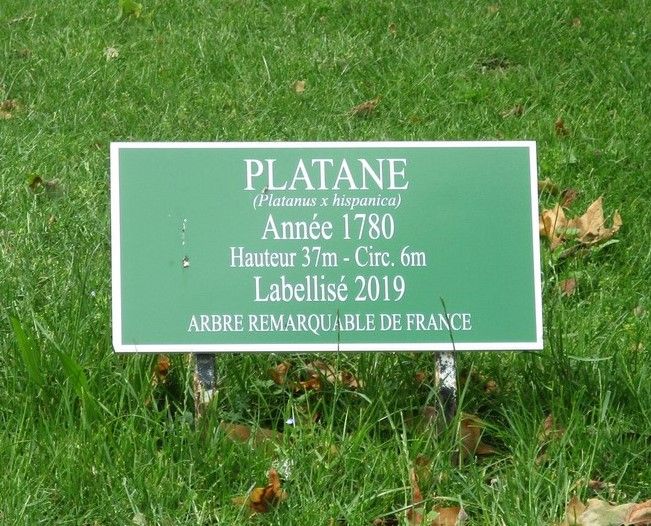 PLATANE
(Platanus x hispanica)
Année 1780
Hauteur 37m - Circ. 6m
Labellisé 2019
ARBRE REMARQUABLE DE FRANCE